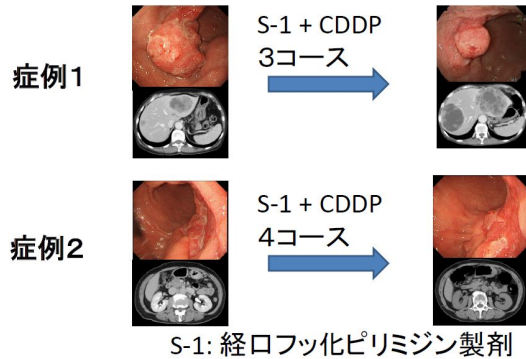 S-1 + CDDP
3コース
症例1
S-1 + CDDP
4コース
症例2
S-1: 経口フッ化ピリミジン製剤